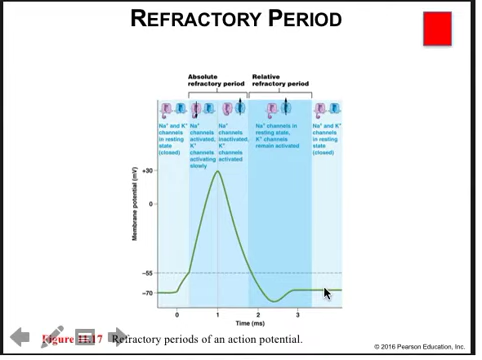 REFRACTORY PERIOD
Absolute
refractory period
Relative
refractory period
Na+ and K+
channels
in resting
state
(closed)
Na+
channels
activated,
K+
channels
activating
slowly
Na+
channels
inactivated,
K+
channels
activated
Na+ channels in
resting state,
K+ channels
remain activated
Na+ and K+
channels
in resting
state
(closed)
Membrane potential (mV)
+30
0
–55
–70
0 1 2 3
Time (ms)
Figure 11.17 Refractory periods of an action potential.
© 2016 Pearson Education, Inc.